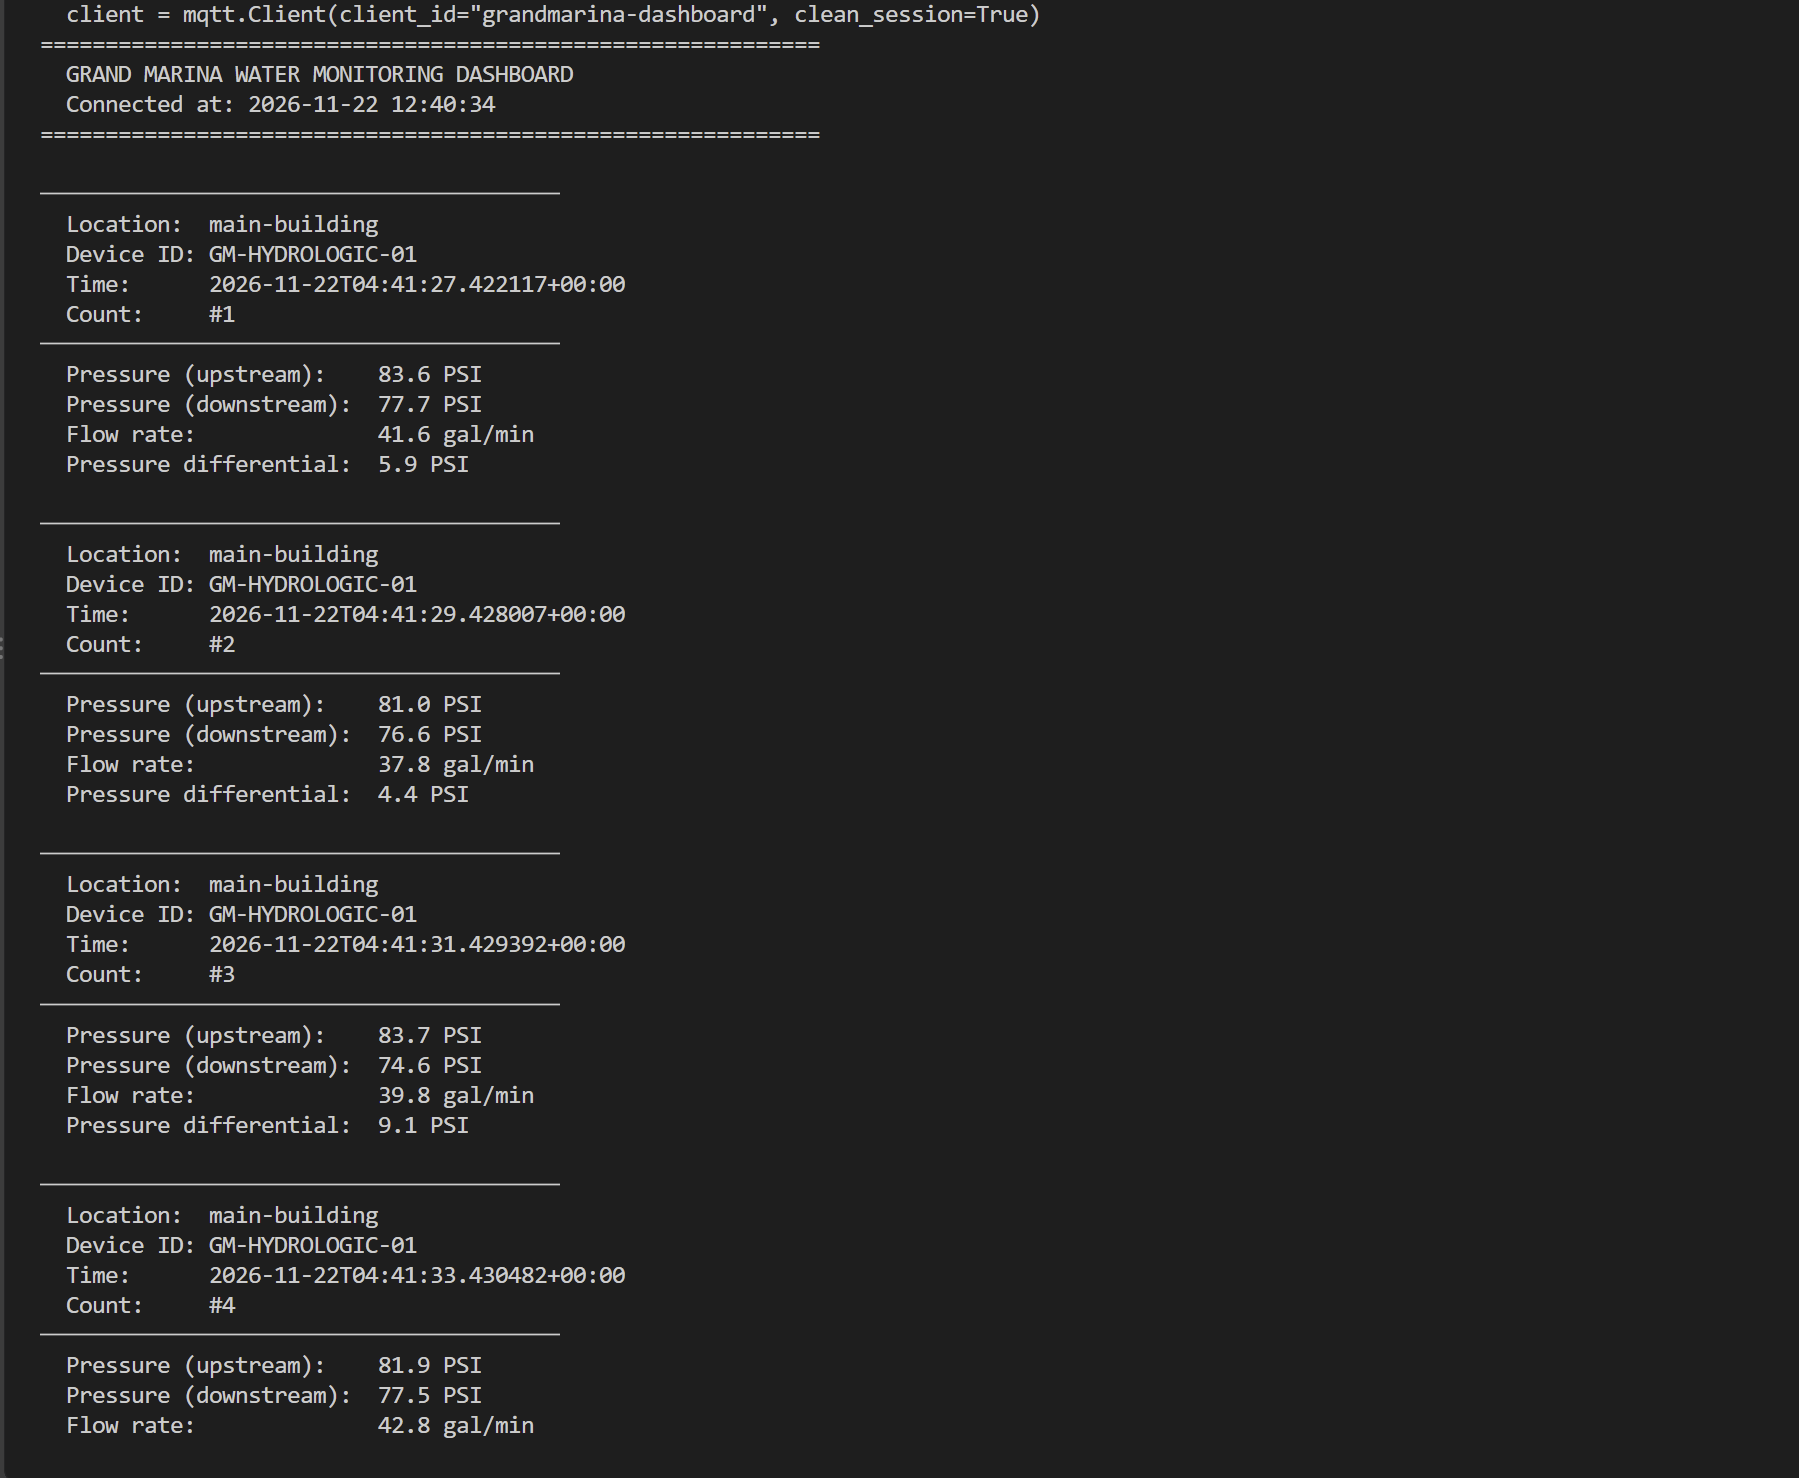 client = mqtt.Client(client_id="grandmarina-dashboard", clean_session=True)
============================================================
GRAND MARINA WATER MONITORING DASHBOARD
Connected at: 2026-11-22 12:40:34
============================================================
────────────────────────────────────────
Location:  main-building
Device ID: GM-HYDROLOGIC-01
Time:      2026-11-22T04:41:27.422117+00:00
Count:     #1
────────────────────────────────────────
Pressure (upstream):    83.6 PSI
Pressure (downstream):  77.7 PSI
Flow rate:              41.6 gal/min
Pressure differential:  5.9 PSI
────────────────────────────────────────
Location:  main-building
Device ID: GM-HYDROLOGIC-01
Time:      2026-11-22T04:41:29.428007+00:00
Count:     #2
────────────────────────────────────────
Pressure (upstream):    81.0 PSI
Pressure (downstream):  76.6 PSI
Flow rate:              37.8 gal/min
Pressure differential:  4.4 PSI
────────────────────────────────────────
Location:  main-building
Device ID: GM-HYDROLOGIC-01
Time:      2026-11-22T04:41:31.429392+00:00
Count:     #3
────────────────────────────────────────
Pressure (upstream):    83.7 PSI
Pressure (downstream):  74.6 PSI
Flow rate:              39.8 gal/min
Pressure differential:  9.1 PSI
────────────────────────────────────────
Location:  main-building
Device ID: GM-HYDROLOGIC-01
Time:      2026-11-22T04:41:33.430482+00:00
Count:     #4
────────────────────────────────────────
Pressure (upstream):    81.9 PSI
Pressure (downstream):  77.5 PSI
Flow rate:              42.8 gal/min